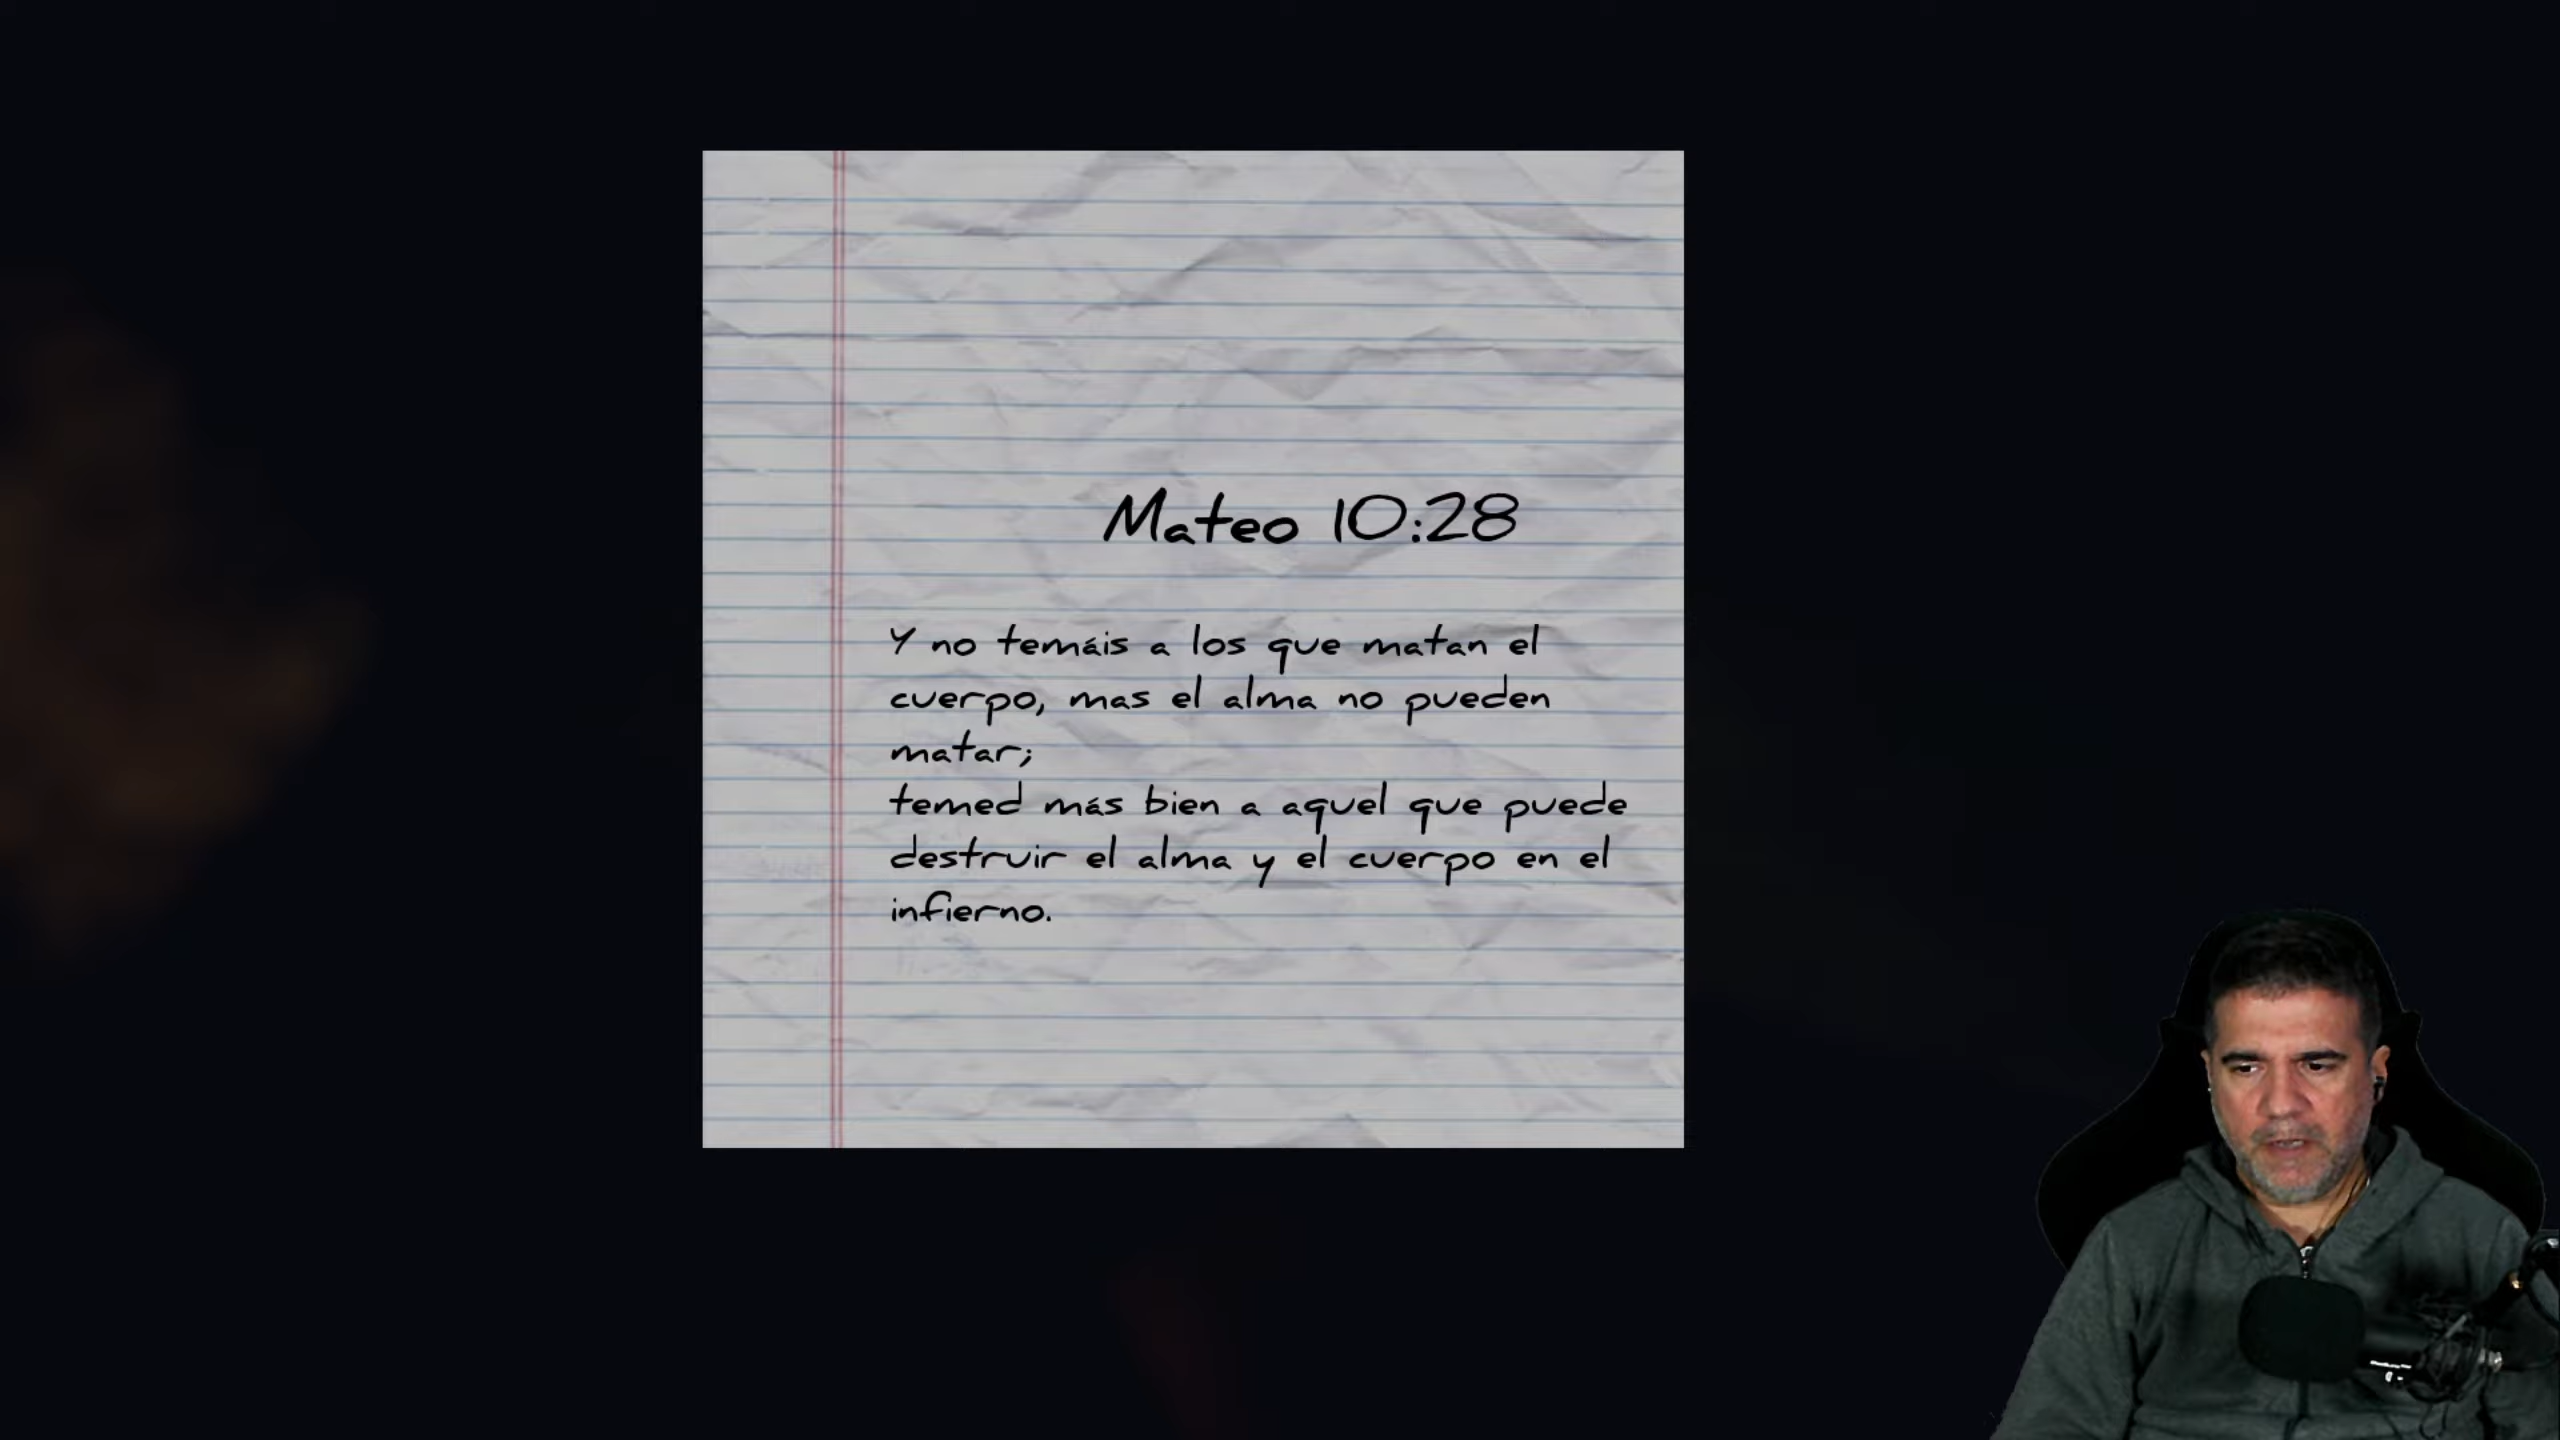 Mateo 10:28
Y no temáis a los que matan el
cuerpo, mas el alma no pueden
matar;
temed más bien a aquel que puede
destruir el alma y el cuerpo en el
infierno.